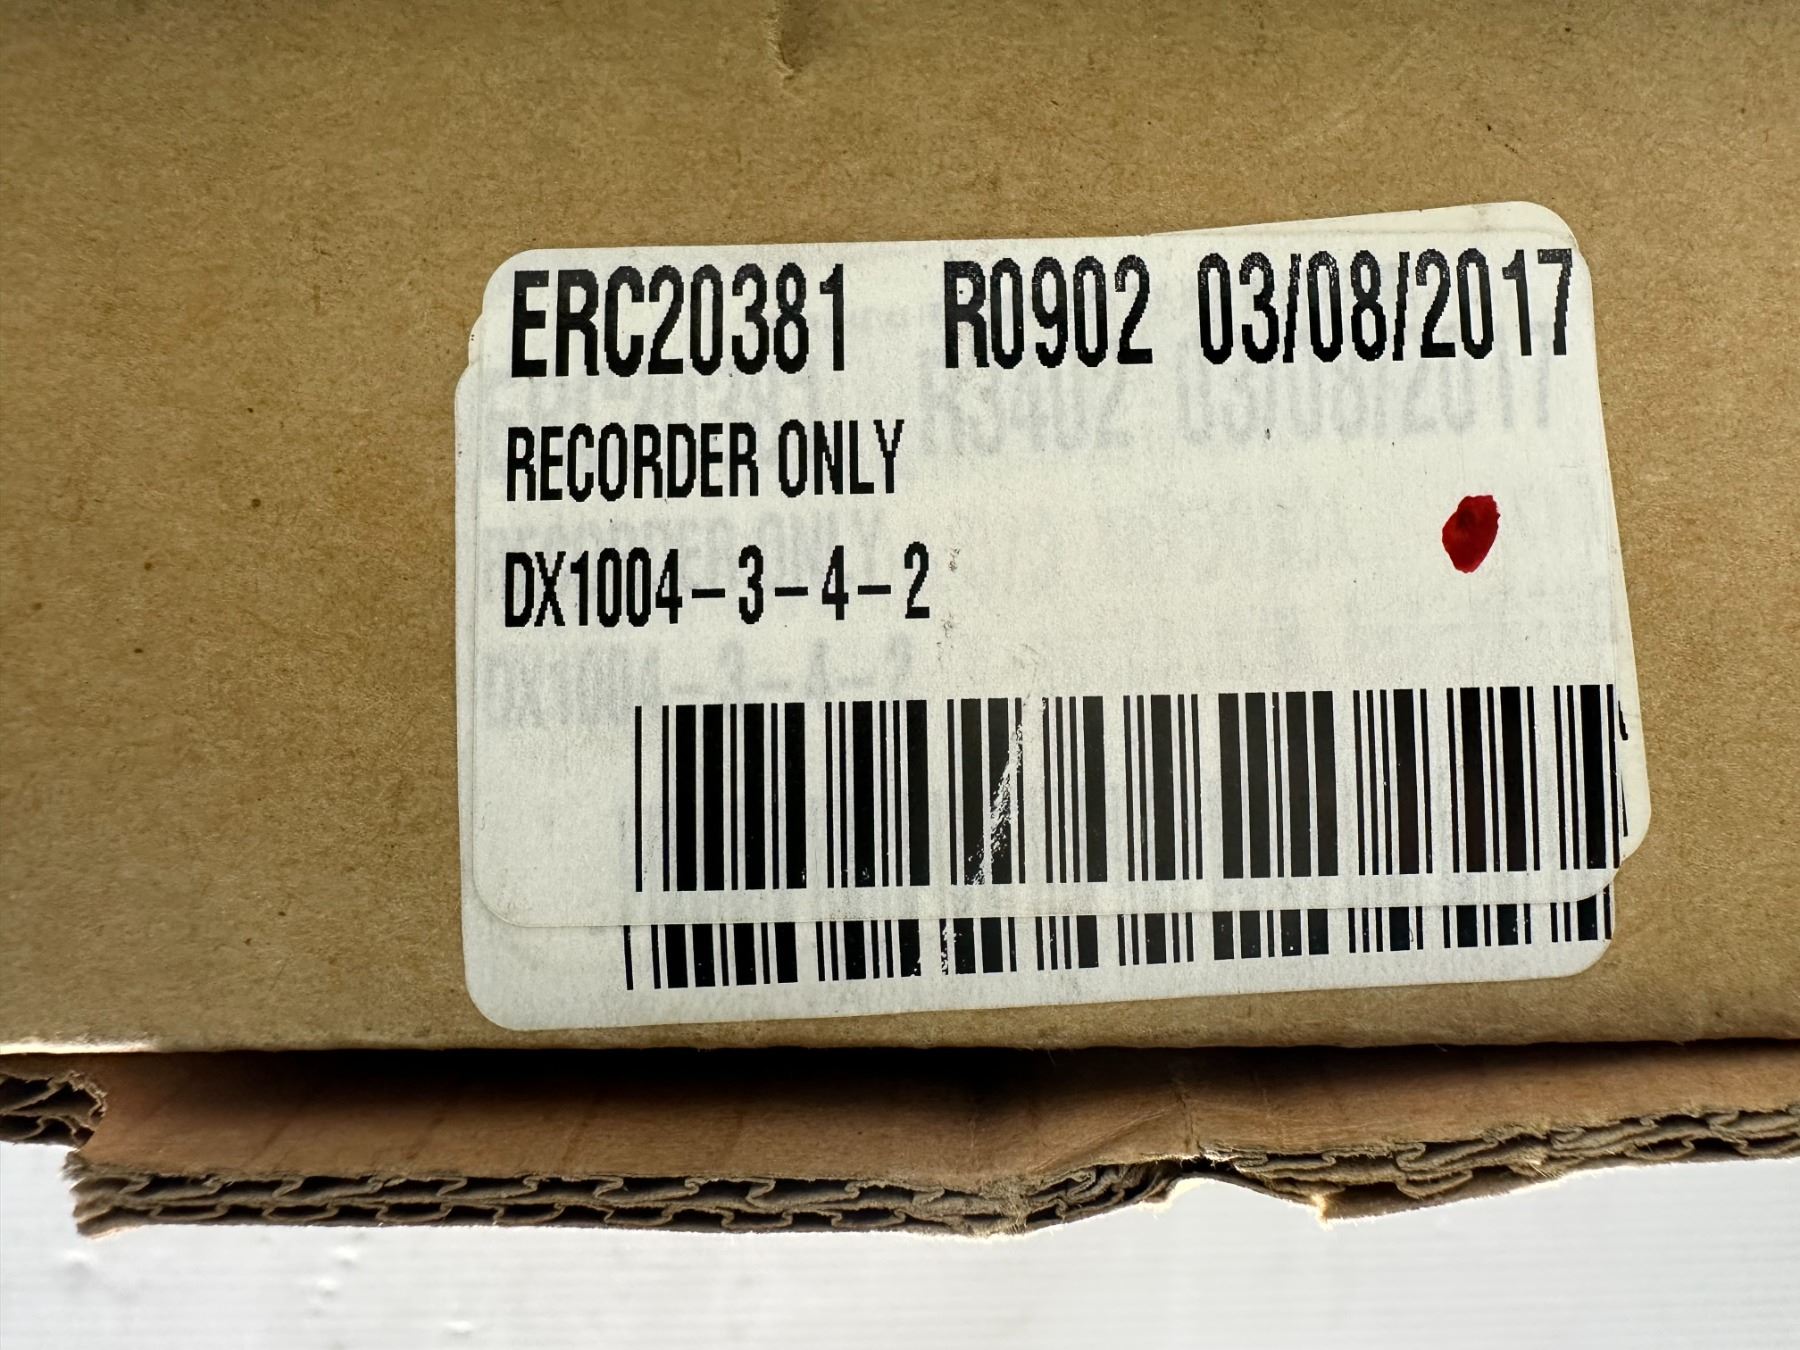 ERC20381 R0902 03/08/2017
RECORDER ONLY
DX1004-3-4-2